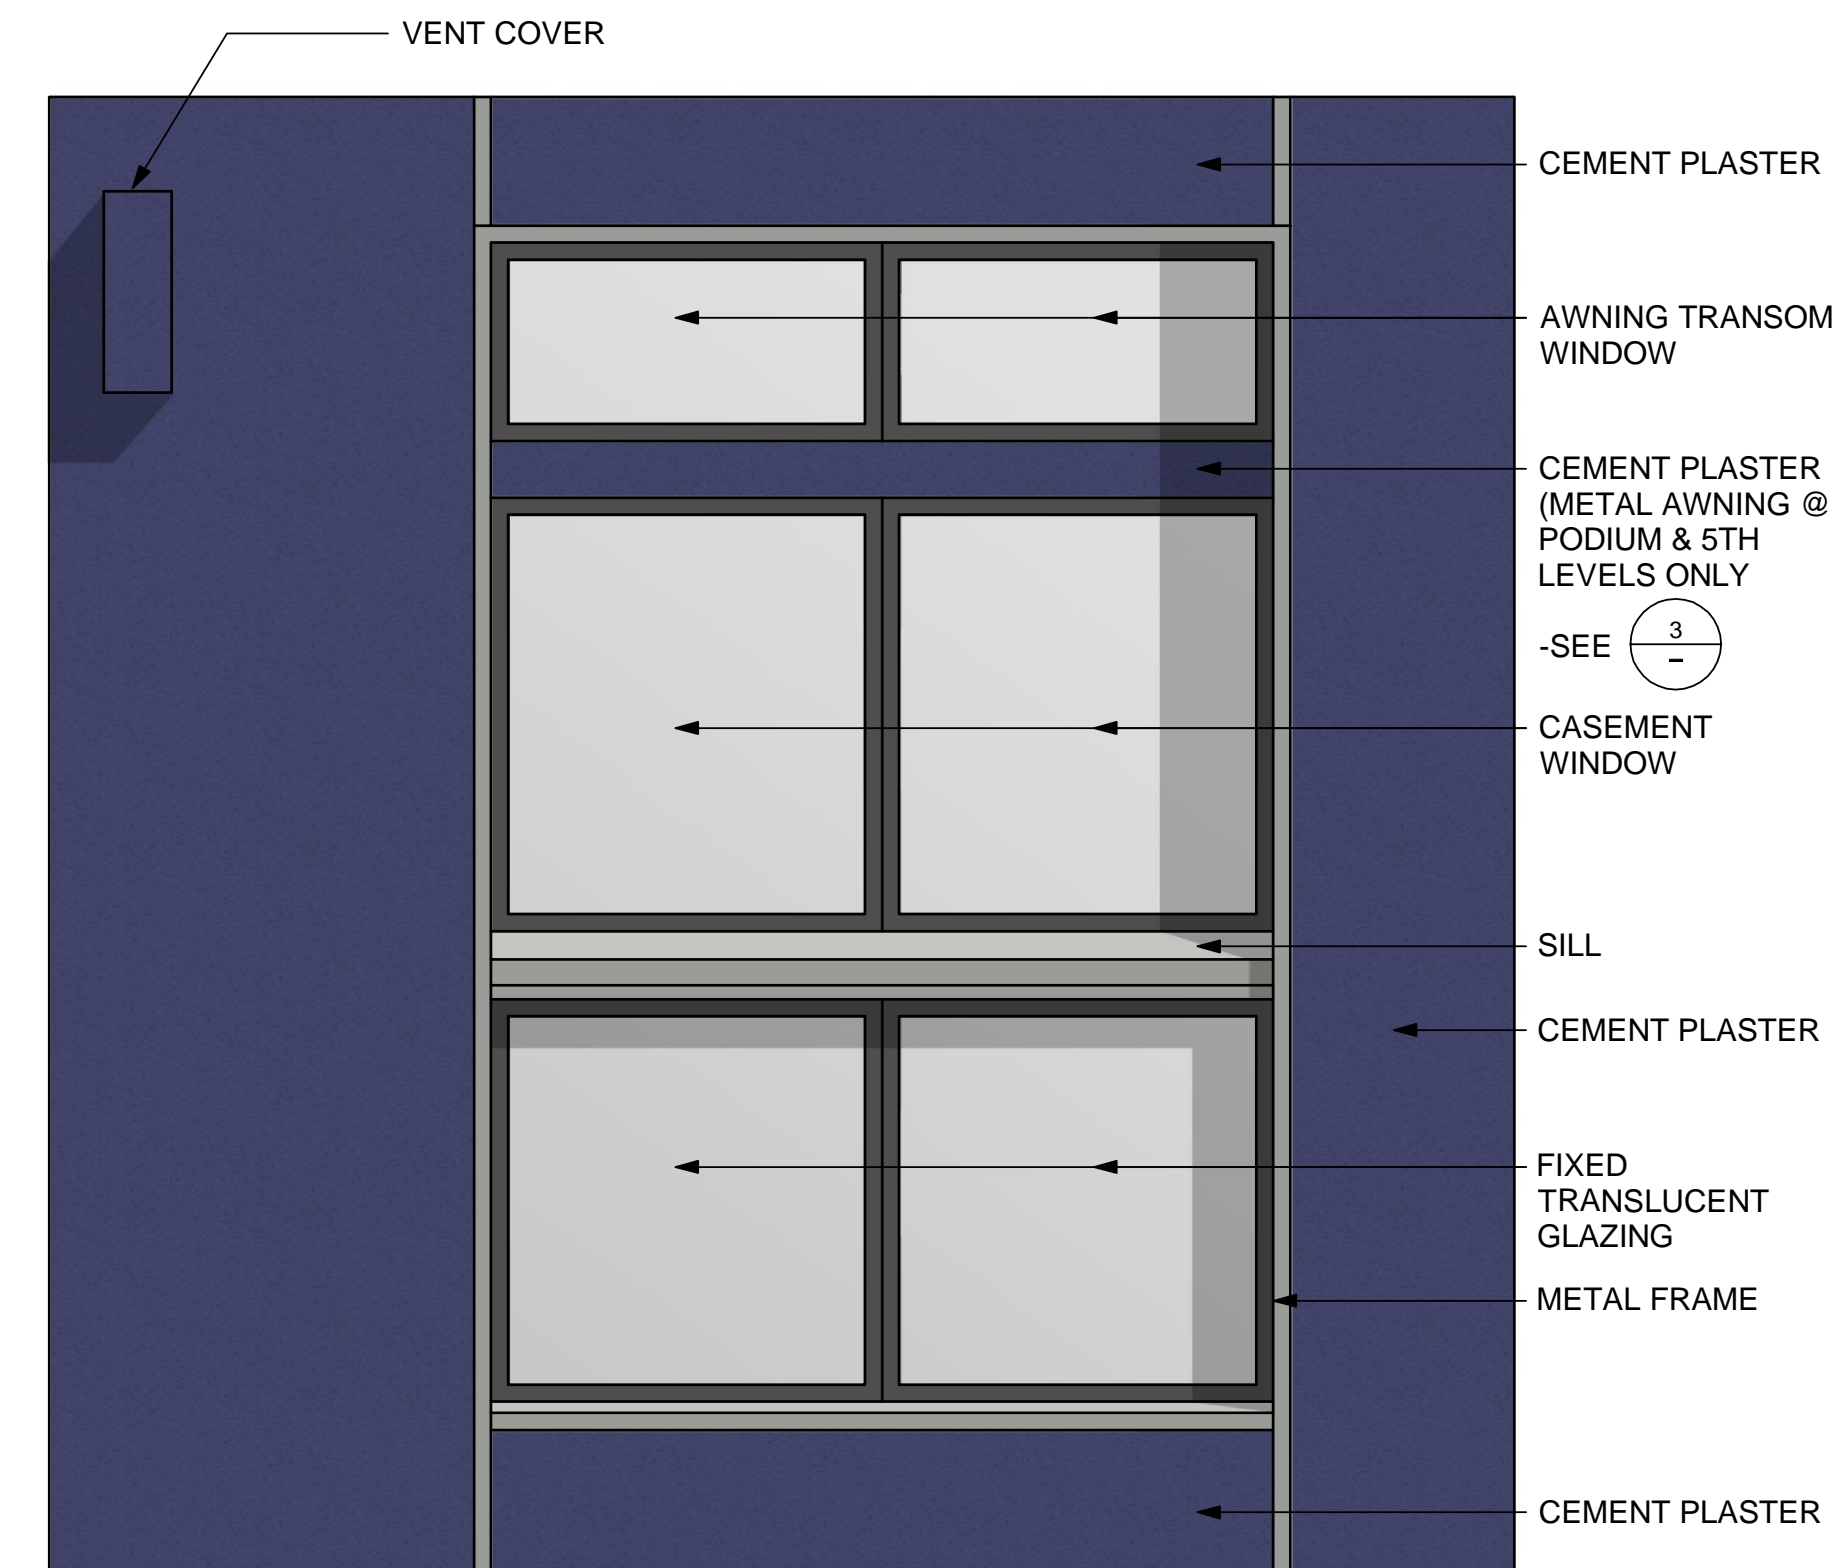 VENT COVER
CEMENT PLASTER
AWNING TRANSOM
WINDOW
CEMENT PLASTER
(METAL AWNING @
PODIUM & 5TH
LEVELS ONLY
-SEE
3
–
CASEMENT
WINDOW
SILL
CEMENT PLASTER
FIXED
TRANSLUCENT
GLAZING
METAL FRAME
CEMENT PLASTER